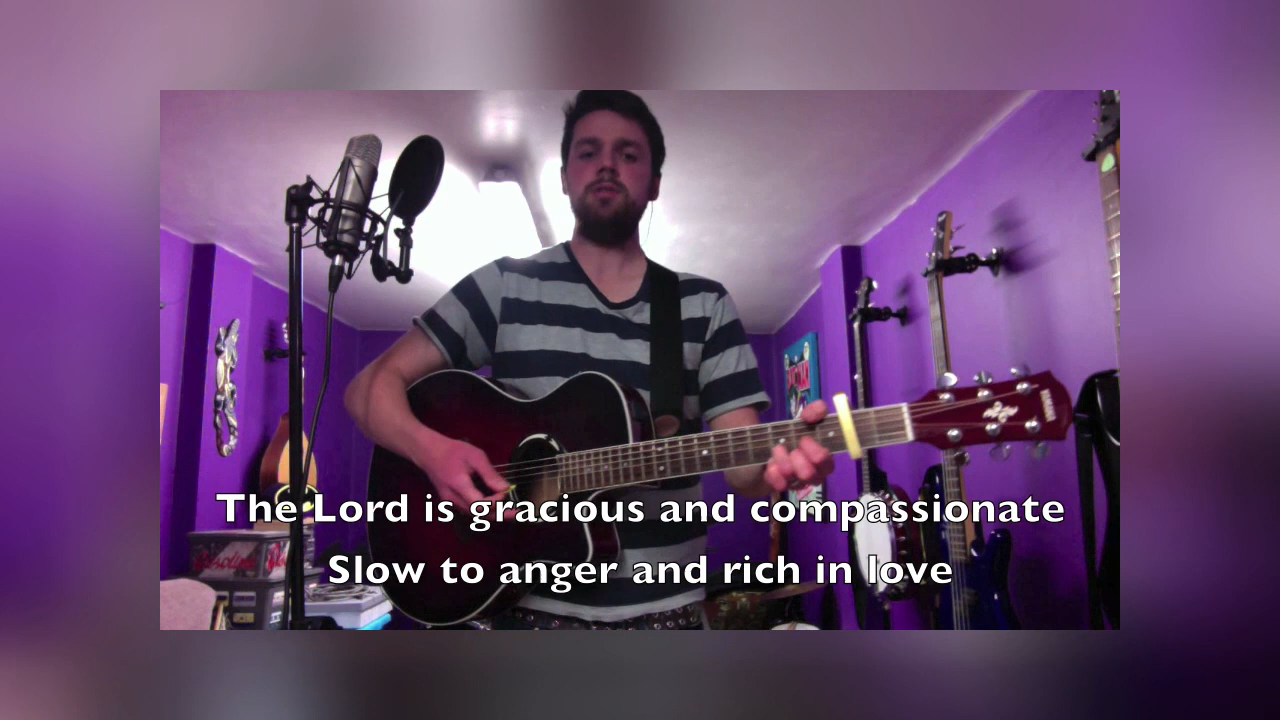 The Lord is gracious and compassionate
Slow to anger and rich in love